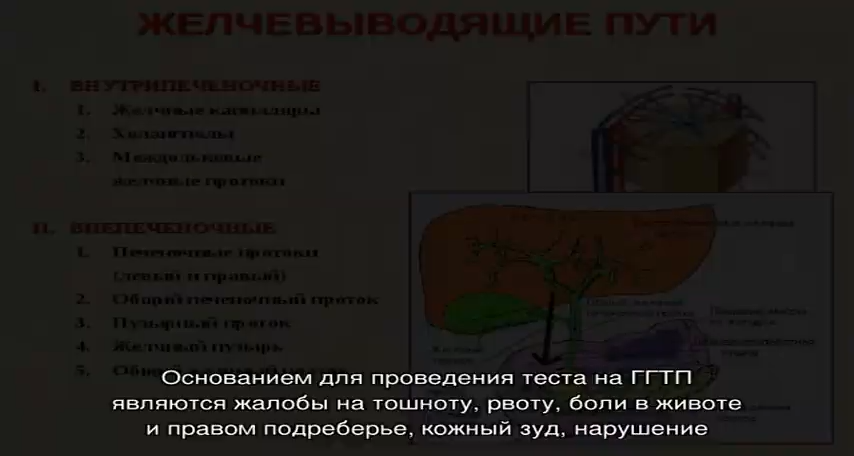 ЖЕЛЧЕВЫВОДЯЩИЕ ПУТИ
I. ВНУТРИПЕЧЕНОЧНЫЕ
1. Желчные капилляры
2. Холангиолы
3. Междольковые
желчные протоки
II. ВНЕПЕЧЕНОЧНЫЕ
1. Печеночные протоки
(левый и правый)
2. Общий печеночный проток
3. Пузырный проток
4. Желчный пузырь
5. Общий
Основанием для проведения теста на ГГТП
являются жалобы на тошноту, рвоту, боли в животе
и правом подреберье, кожный зуд, нарушение